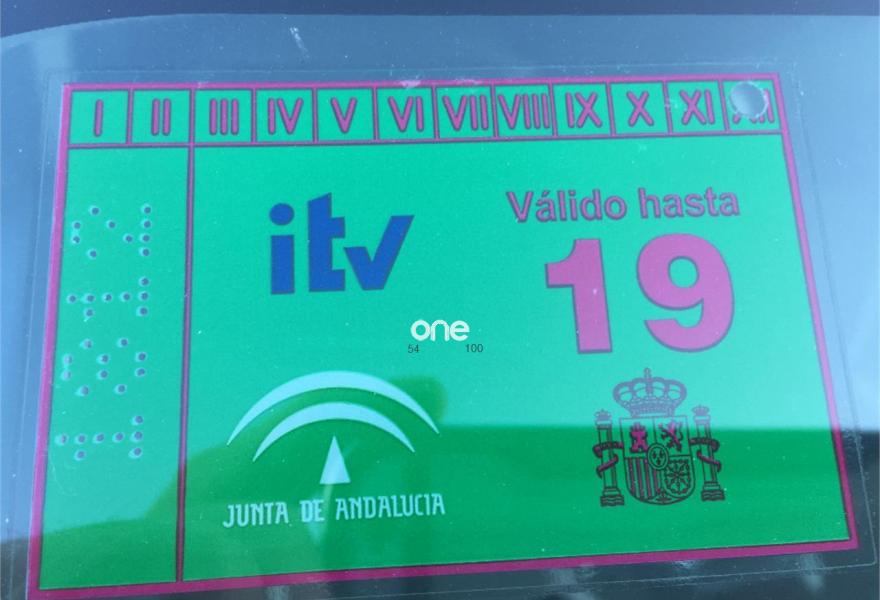 I II III IV V VI VII VIII IX X XI XII
itv
Válido hasta
19
one
54 100
JUNTA DE ANDALUCIA